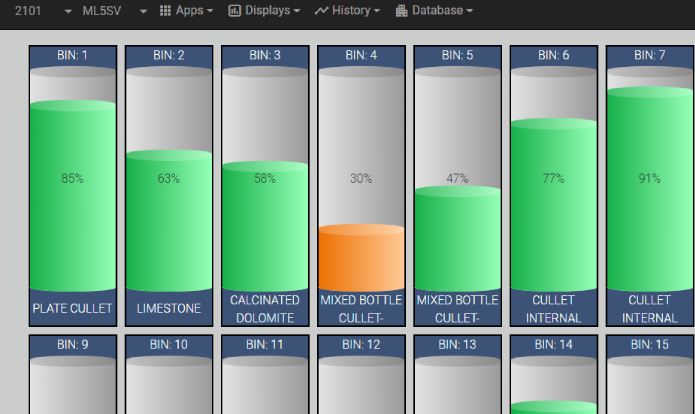 2101 ML5SV Apps Displays History Database
BIN: 1 BIN: 2 BIN: 3 BIN: 4 BIN: 5 BIN: 6 BIN: 7
85% 63% 58% 30% 47% 77% 91%
PLATE CULLET
LIMESTONE
CALCINATED
DOLOMITE
MIXED BOTTLE
CULLET-
MIXED BOTTLE
CULLET-
CULLET
INTERNAL
CULLET
INTERNAL
BIN: 9 BIN: 10 BIN: 11 BIN: 12 BIN: 13 BIN: 14 BIN: 15